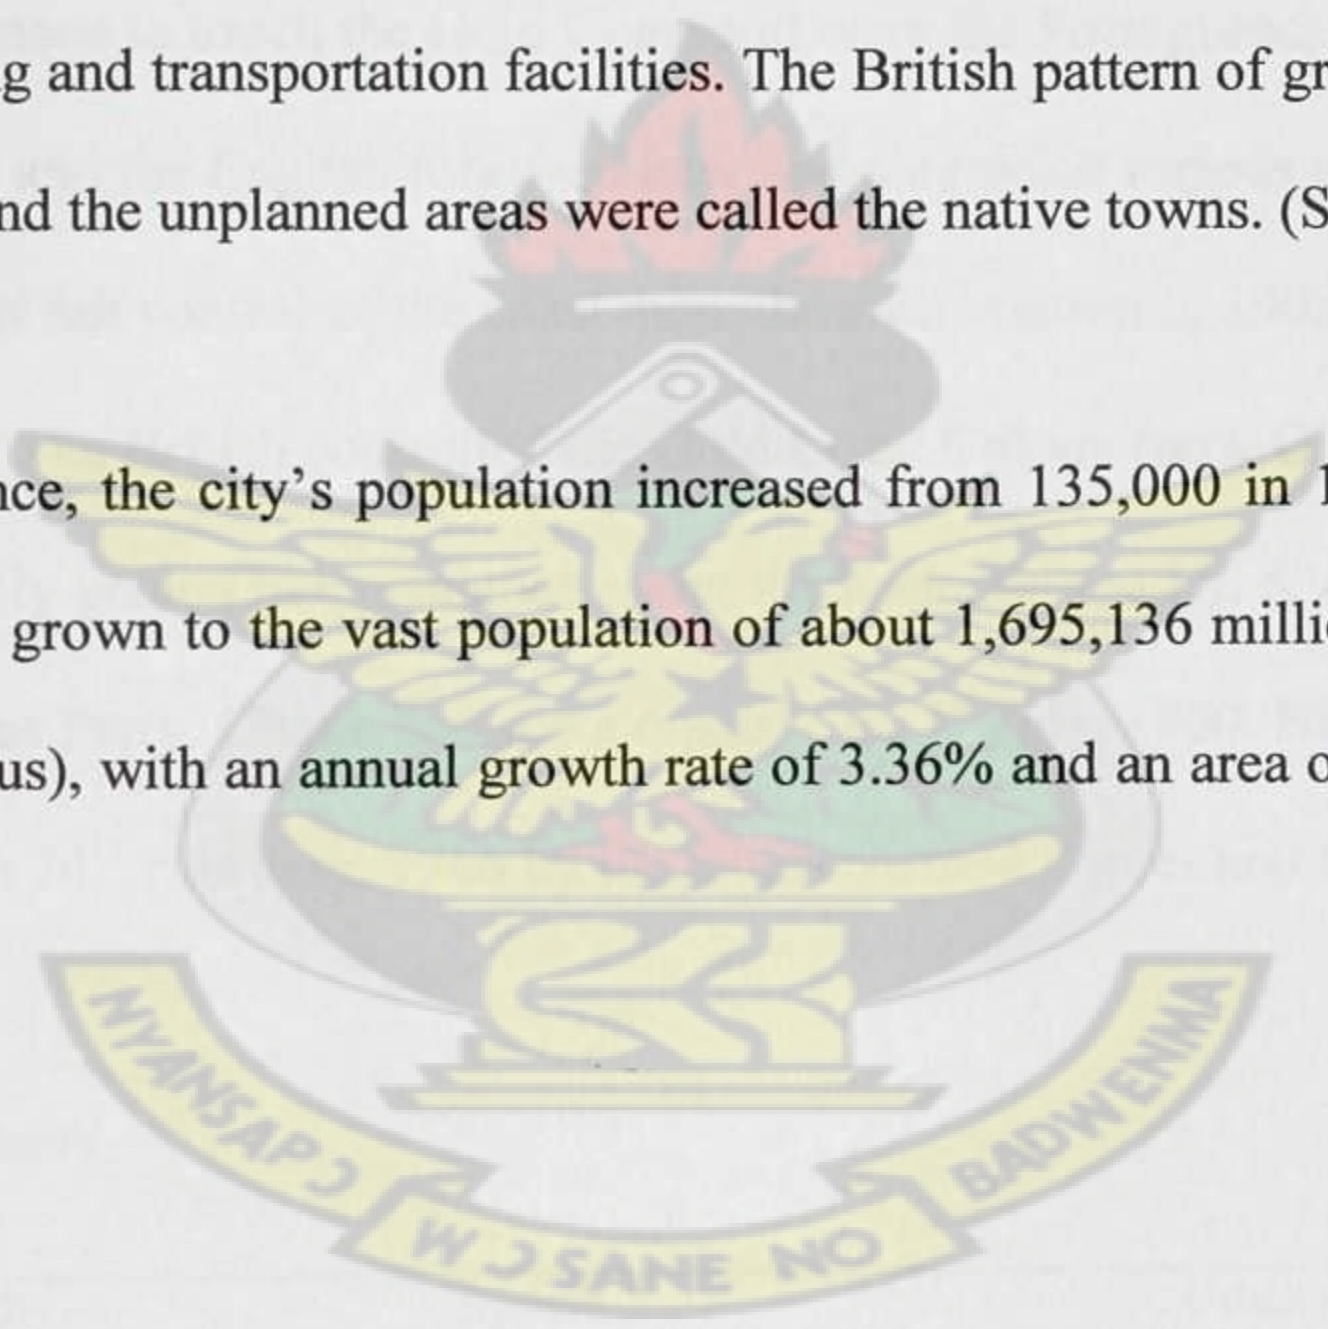 g and transportation facilities. The British pattern of gr
nd the unplanned areas were called the native towns. (S
nce, the city’s population increased from 135,000 in 1
grown to the vast population of about 1,695,136 milli
us), with an annual growth rate of 3.36% and an area o
NYANSAPƆ
WƆSANE NO
BADWENMA